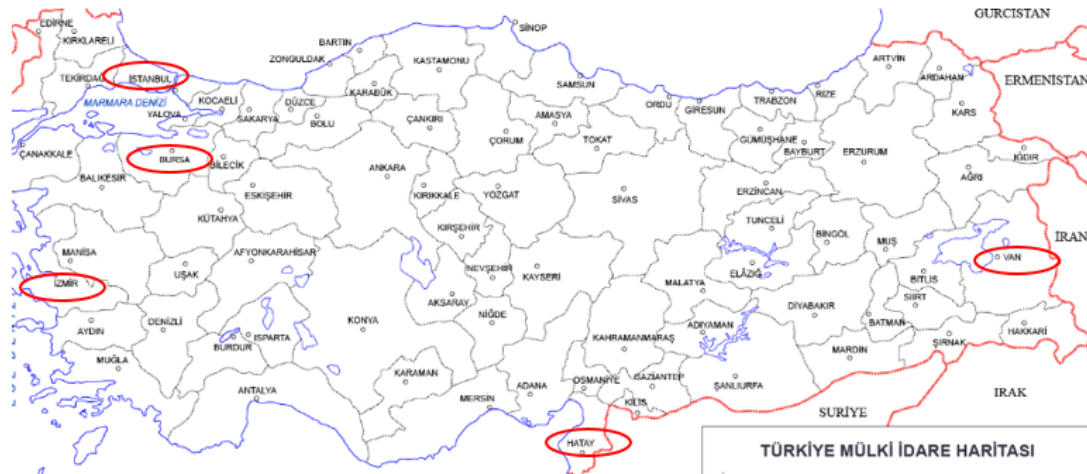 GURCISTAN
EDİRNE
KIRKLARELİ
SİNOP
BARTIN
ZONGULDAK
KASTAMONU
ARTVİN
ARDAHAN
ERMENİSTAN
TEKİRDAĞ
İSTANBUL
KARABÜK
SAMSUN
ORDU
GİRESUN
TRABZON
RİZE
KARS
MARMARA DENİZİ
KOCAELİ
YALOVA
SAKARYA
DÜZCE
BOLU
ÇANKIRI
AMASYA
ÇORUM
TOKAT
GÜMÜŞHANE
BAYBURT
ERZURUM
ÇANAKKALE
BURSA
BİLECİK
IĞDIR
AĞRI
BALIKESİR
ESKİŞEHİR
ANKARA
KIRIKKALE
YOZGAT
SİVAS
ERZİNCAN
KÜTAHYA
KIRŞEHİR
TUNCELİ
BİNGÖL
MUŞ
İRAN
MANİSA
UŞAK
AFYONKARAHİSAR
NEVŞEHİR
KAYSERİ
ELÂZIĞ
VAN
BİTLİS
İZMİR
AKSARAY
MALATYA
SİİRT
AYDIN
DENİZLİ
BURDUR
ISPARTA
KONYA
NİĞDE
KAHRAMANMARAŞ
ADIYAMAN
DİYABAKIR
BATMAN
ŞIRNAK
HAKKARİ
MARDİN
MUĞLA
ANTALYA
KARAMAN
MERSİN
ADANA
OSMANİYE
GAZİANTEP
KİLİS
ŞANLIURFA
SURİYE
IRAK
HATAY
TÜRKİYE MÜLKİ İDARE HARİTASI